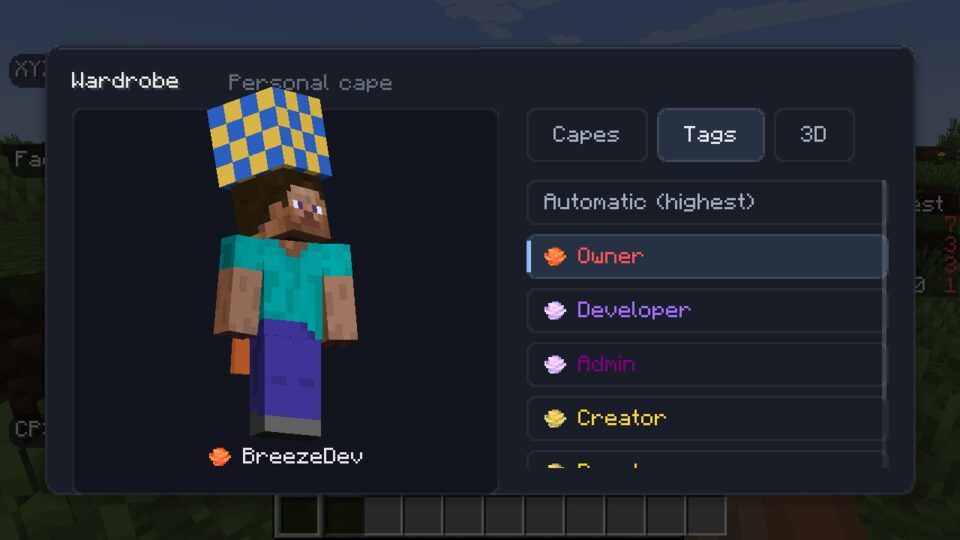 Wardrobe
Personal cape
Capes
Tags
3D
Automatic (highest)
Owner
Developer
Admin
Creator
BreezeDev